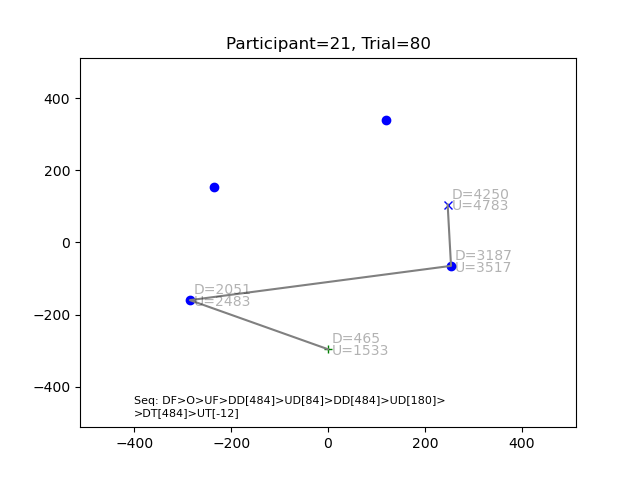 Participant=21, Trial=80
400
200
0
−200
−400
D=4250
U=4783
D=3187
U=3517
D=2051
U=2483
D=465
U=1533
Seq: DF>O>UF>DD[484]>UD[84]>DD[484]>UD[180]>
>DT[484]>UT[-12]
−400
−200
0
200
400